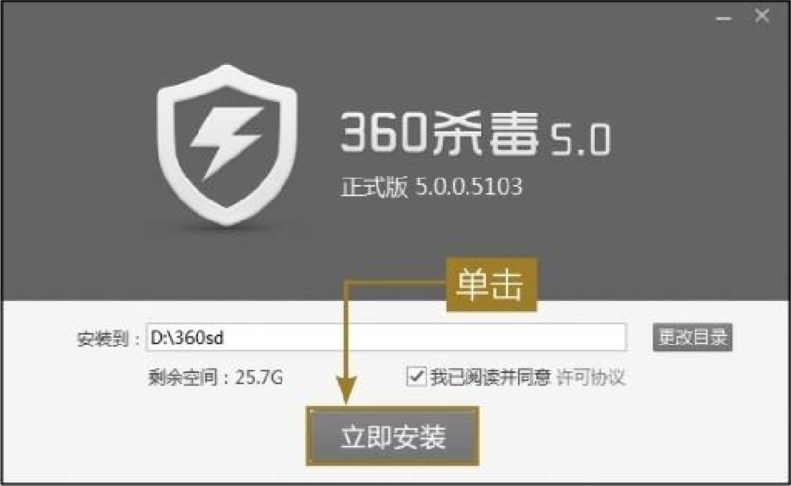 360杀毒 5.0
正式版 5.0.0.5103
单击
安装到：D:\360sd 更改目录
剩余空间：25.7G 我已阅读并同意 许可协议
立即安装